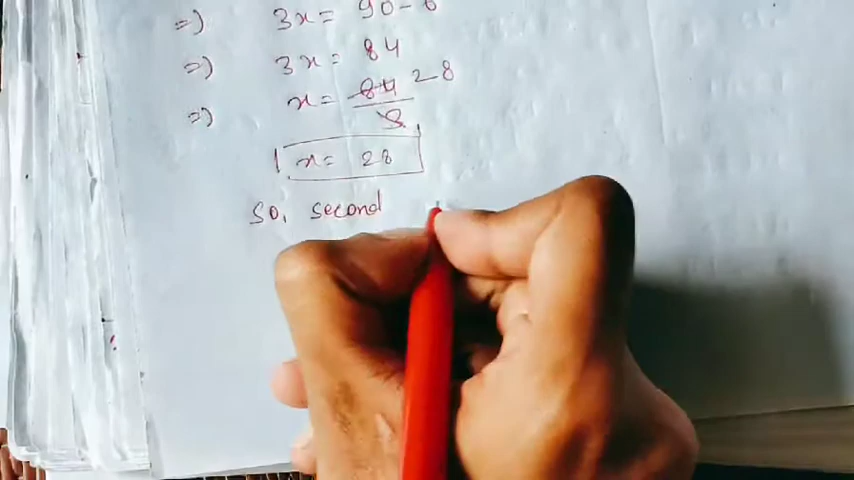 =) 3x = 90-6
=) 3x = 84
=) x = 84 28
3
x = 28
So, second